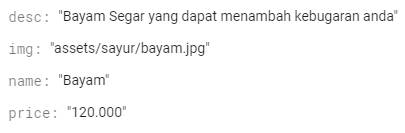 desc: "Bayam Segar yang dapat menambah kebugaran anda"
img: "assets/sayur/bayam.jpg"
name: "Bayam"
price: "120.000"